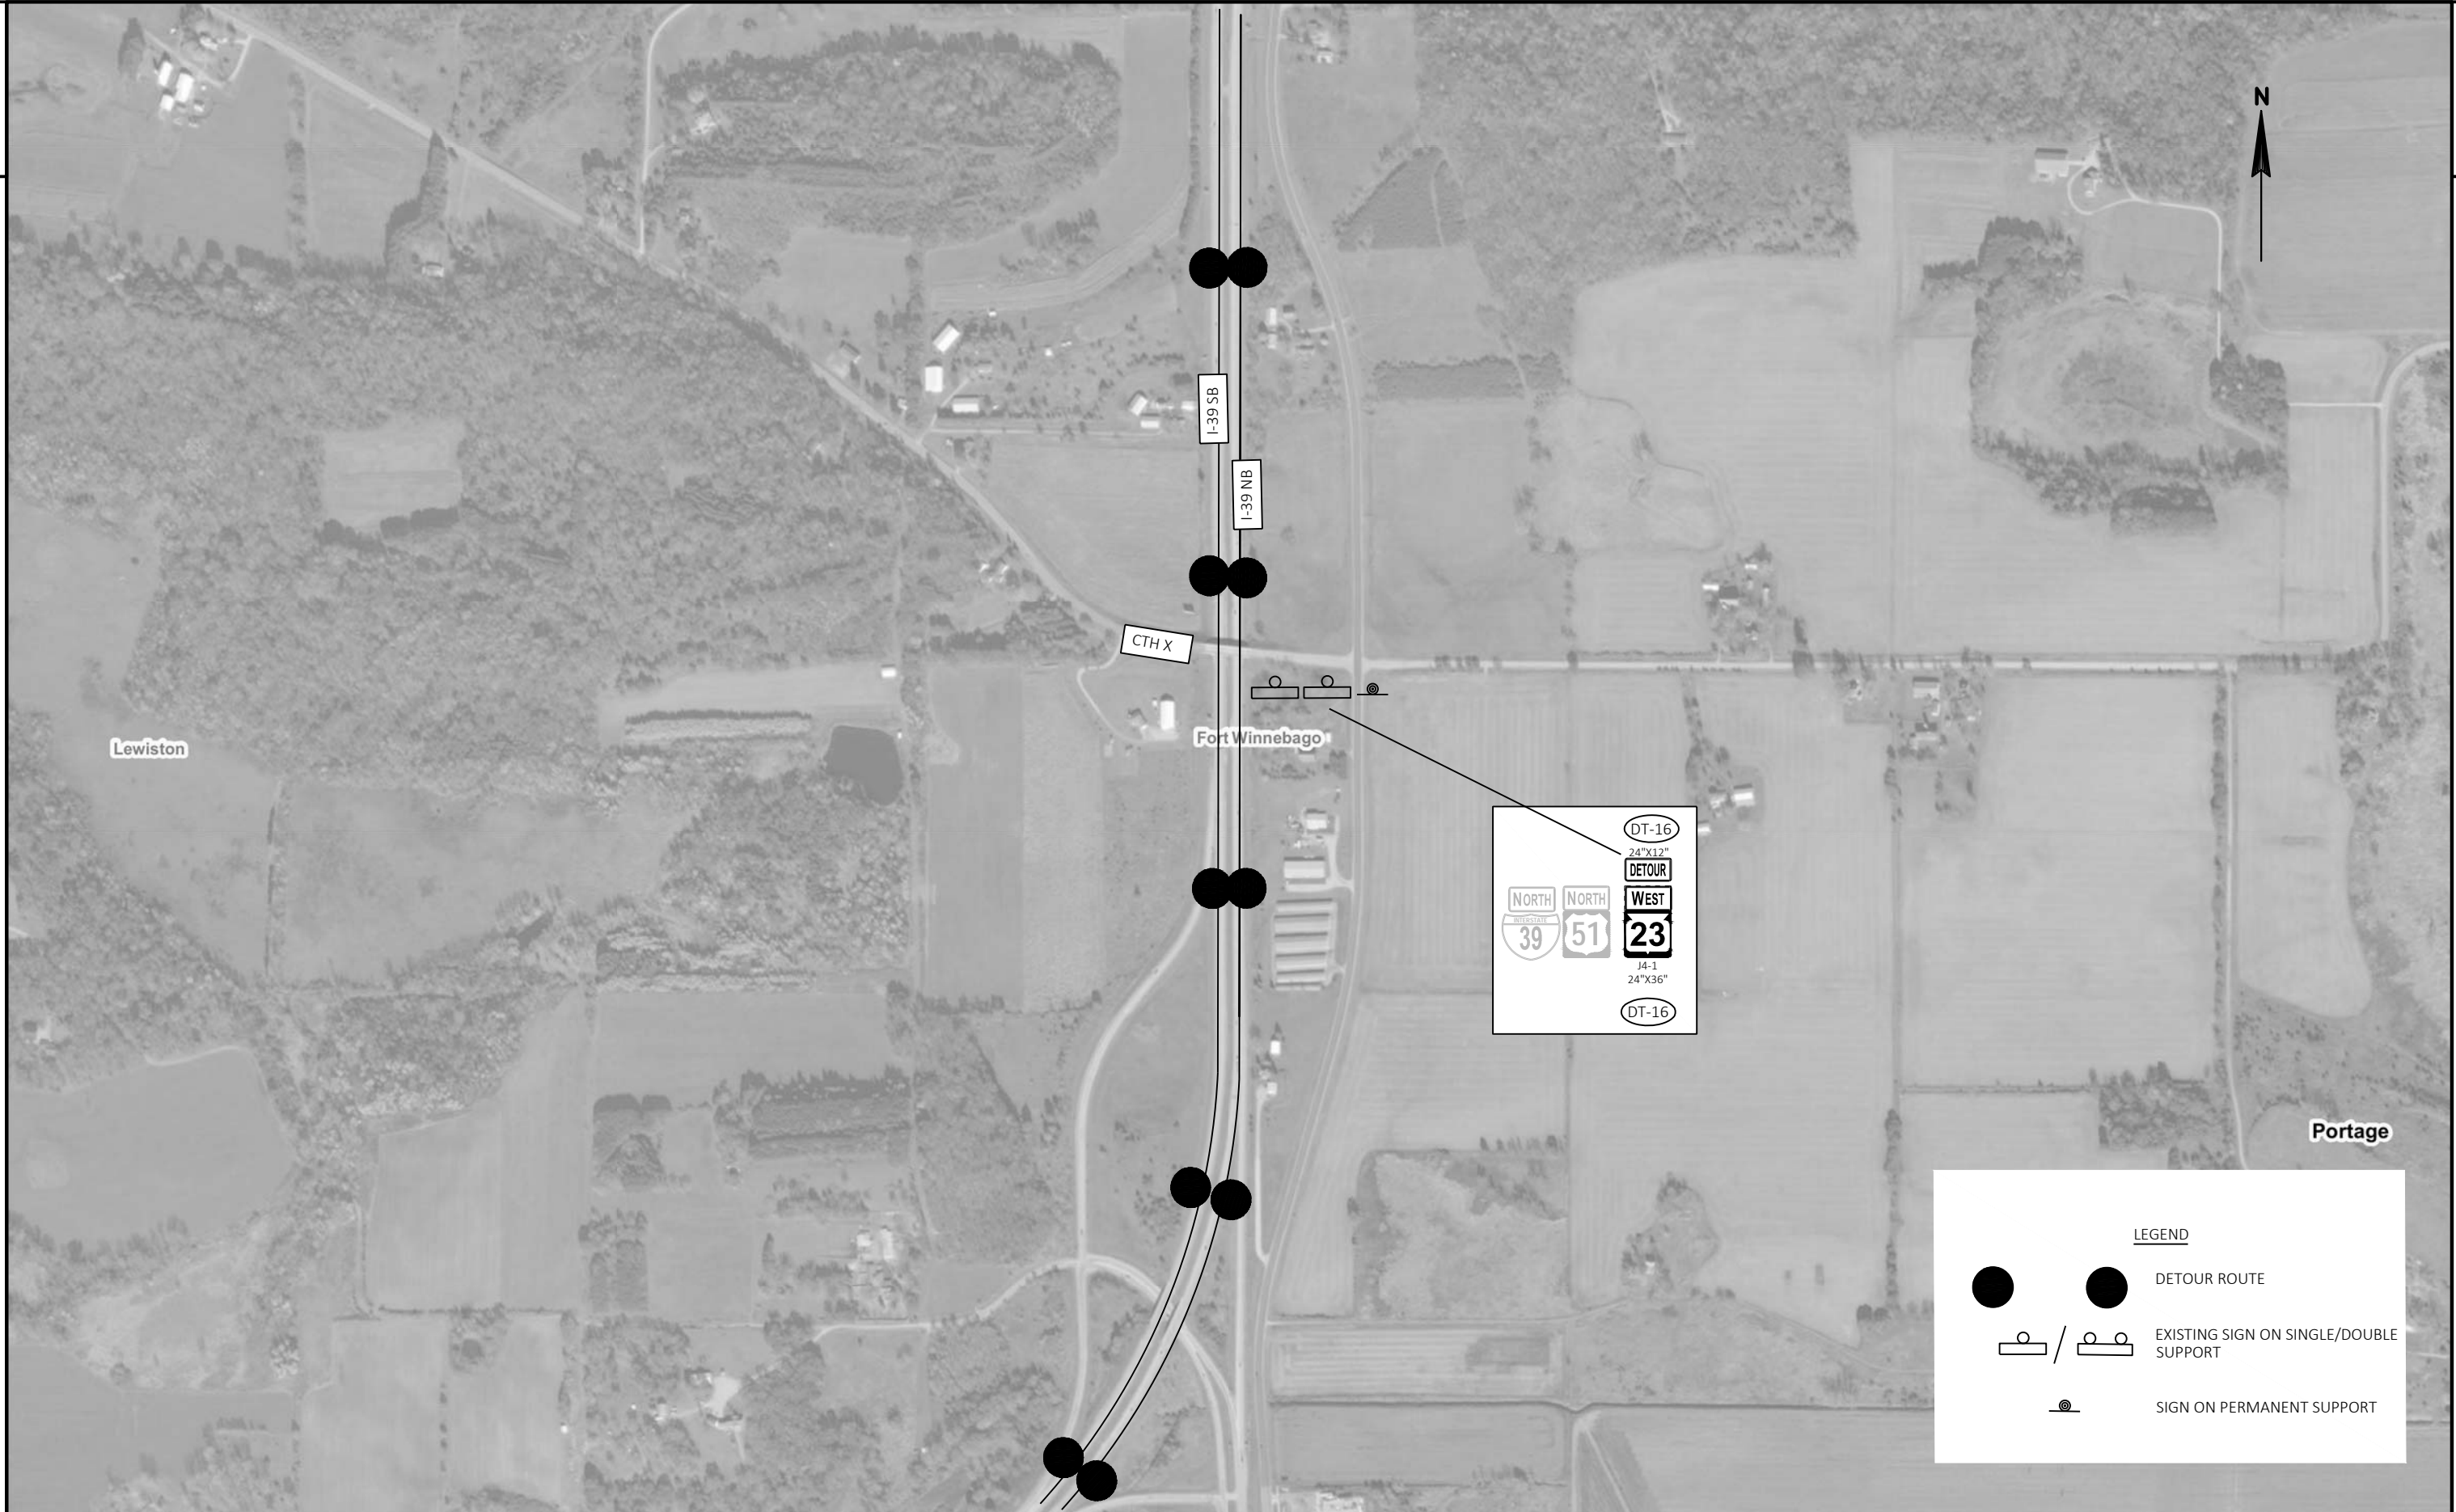 N
I-39 SB
I-39 NB
CTH X
Lewiston
Fort Winnebago
DT-16
24"X12"
DETOUR
NORTH
NORTH
WEST
INTERSTATE
39
51
23
J4-1
24"X36"
DT-16
Portage
LEGEND
DETOUR ROUTE
EXISTING SIGN ON SINGLE/DOUBLE
SUPPORT
SIGN ON PERMANENT SUPPORT